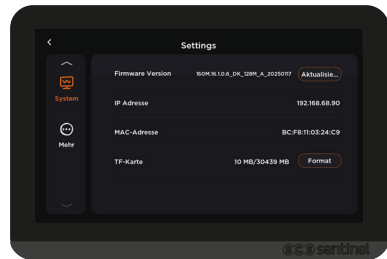 Settings
System
Mehr
Firmware Version 160M.16.1.0.6_DK_128M_A_20250117 Aktualisie...
IP Adresse 192.168.68.90
MAC-Adresse BC:F8:11:03:24:C9
TF-Karte 10 MB/30439 MB Format
sentinel